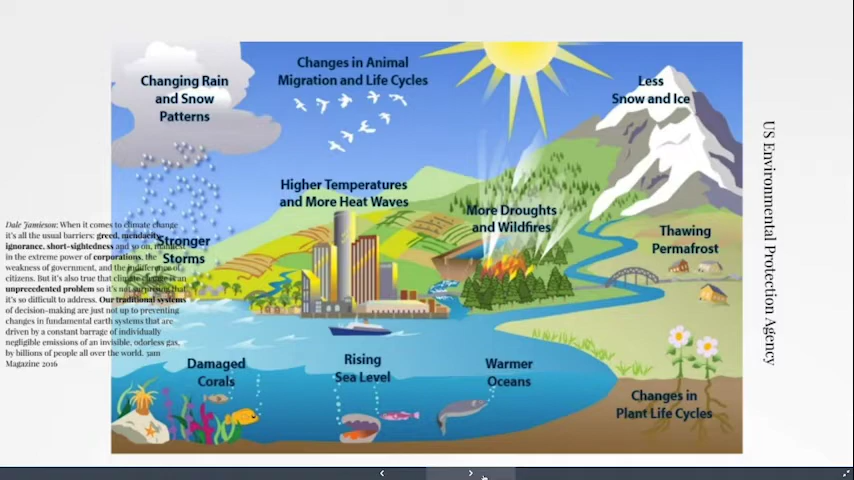 Changes in Animal
Migration and Life Cycles
Changing Rain
and Snow
Patterns
Less
Snow and Ice
Higher Temperatures
and More Heat Waves
More Droughts
and Wildfires
Thawing
Permafrost
Stronger
Storms
Dale Jamieson: When it comes to climate change
it's all the usual barriers: greed, mendacity,
ignorance, short-sightedness and so on, manifest
in the extreme power of corporations, the
weakness of government, and the indifference of
citizens. But it's also true that climate change is an
unprecedented problem so it's not surprising that
it's so difficult to address. Our traditional systems
of decision-making are just not up to preventing
changes in fundamental earth systems that are
driven by a constant barrage of individually
negligible emissions of an invisible, odorless gas,
by billions of people all over the world. 3am
Magazine 2016
Damaged
Corals
Rising
Sea Level
Warmer
Oceans
Changes in
Plant Life Cycles
US Environmental Protection Agency